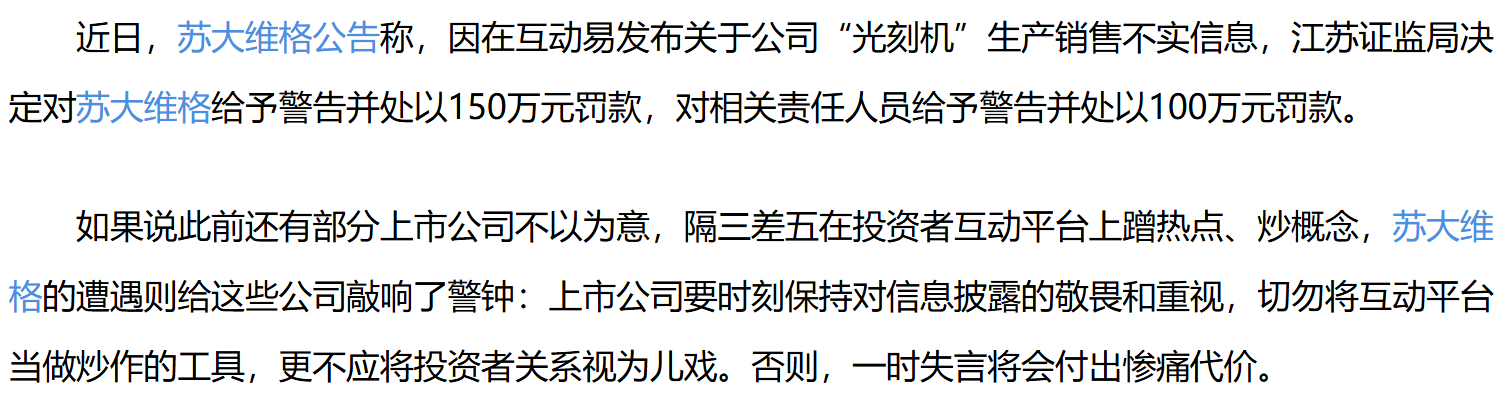 近日，苏大维格公告称，因在互动易发布关于公司“光刻机”生产销售不实信息，江苏证监局决
定对苏大维格给予警告并处以150万元罚款，对相关责任人员给予警告并处以100万元罚款。
如果说此前还有部分上市公司不以为意，隔三差五在投资者互动平台上蹭热点、炒概念，苏大维
格的遭遇则给这些公司敲响了警钟：上市公司要时刻保持对信息披露的敬畏和重视，切勿将互动平台
当做炒作的工具，更不应将投资者关系视为儿戏。否则，一时失言将会付出惨痛代价。